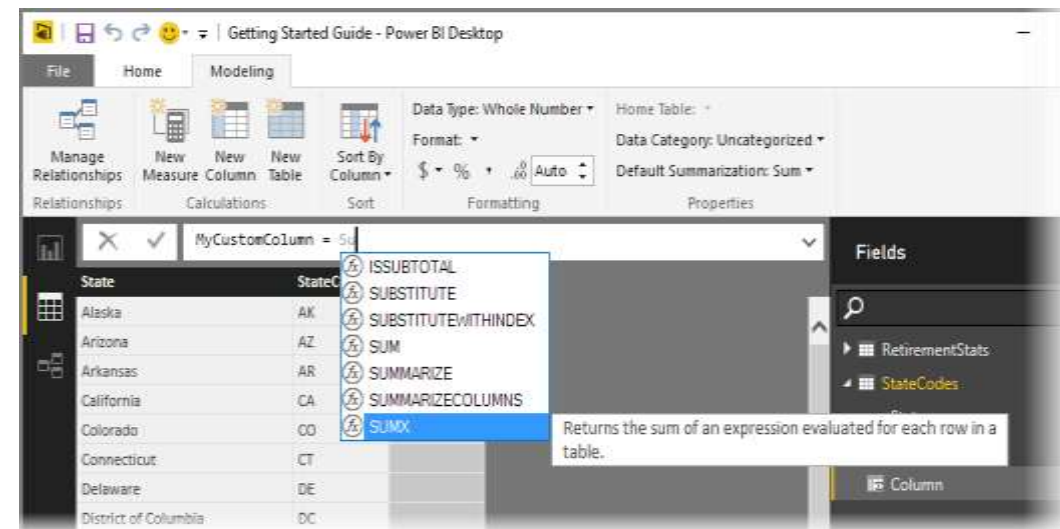 Getting Started Guide - Power BI Desktop
File Home Modeling
Manage Relationships
New Measure
New Column
New Table
Sort By Column
Data Type: Whole Number
Format:
$ % , .00 Auto
Home Table:
Data Category: Uncategorized
Default Summarization: Sum
Relationships Calculations Sort Formatting Properties
MyCustomColumn = Su
Fields
State StateC
ISSUBTOTAL
SUBSTITUTE
SUBSTITUTEWITHINDEX
SUM
SUMMARIZE
SUMMARIZECOLUMNS
SUMX
Returns the sum of an expression evaluated for each row in a
table.
Alaska AK
Arizona AZ
Arkansas AR
California CA
Colorado CO
Connecticut CT
Delaware DE
District of Columbia DC
RetirementStats
StateCodes
Column